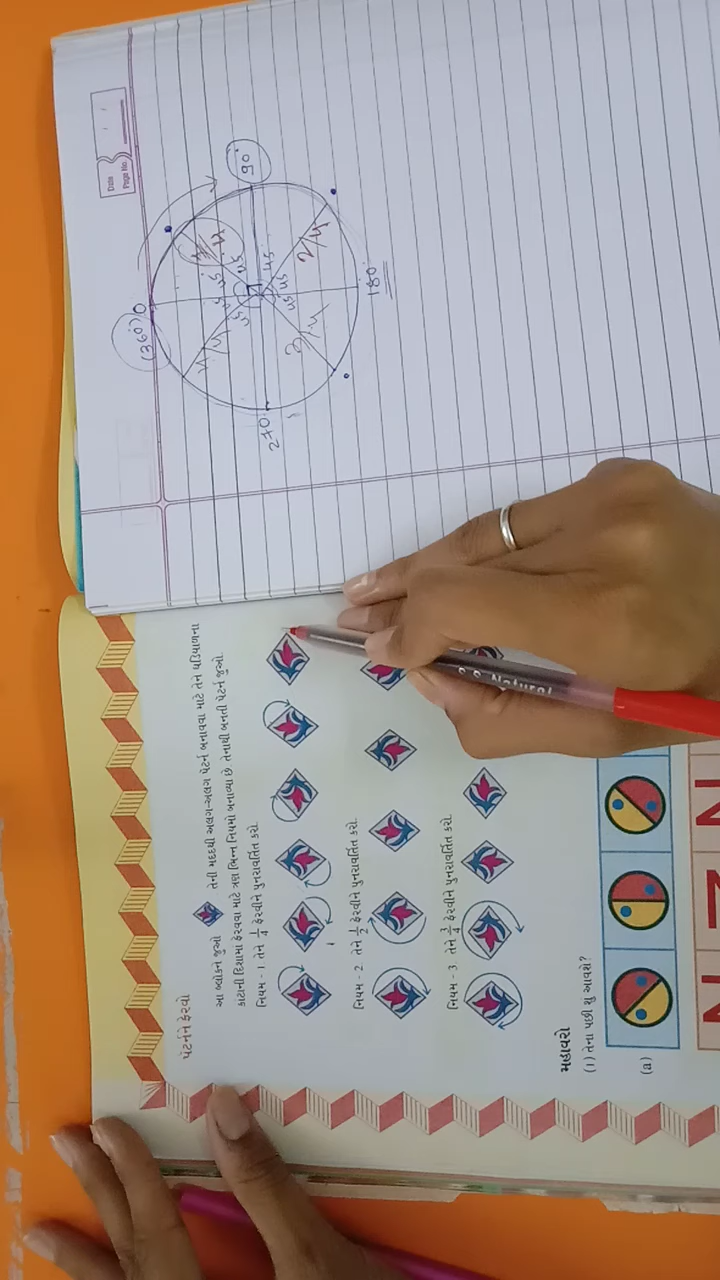 Date
Page No.
(360°) 0
90°
180
270
1/4
2/4
3/4
45
45
45
45
પેટર્નને ફેરવો
આ બ્લોકને જુઓ તેની મદદથી અલગ-અલગ પેટર્ન બનાવવા માટે તેને ઘડિયાળના
કાંટાની દિશામાં ફેરવવા માટે ત્રણ ભિન્ન નિયમો બનાવ્યા છે તેનાથી બનતી પેટર્ન જુઓ.
નિયમ - 1 તેને 1/4 ફેરવીને પુનરાવર્તિત કરો.
નિયમ - 2 તેને 1/2 ફેરવીને પુનરાવર્તિત કરો.
નિયમ - 3 તેને 3/4 ફેરવીને પુનરાવર્તિત કરો.
મહાવરો
(1) તેના પછી શું આવશે?
(a)
Natural